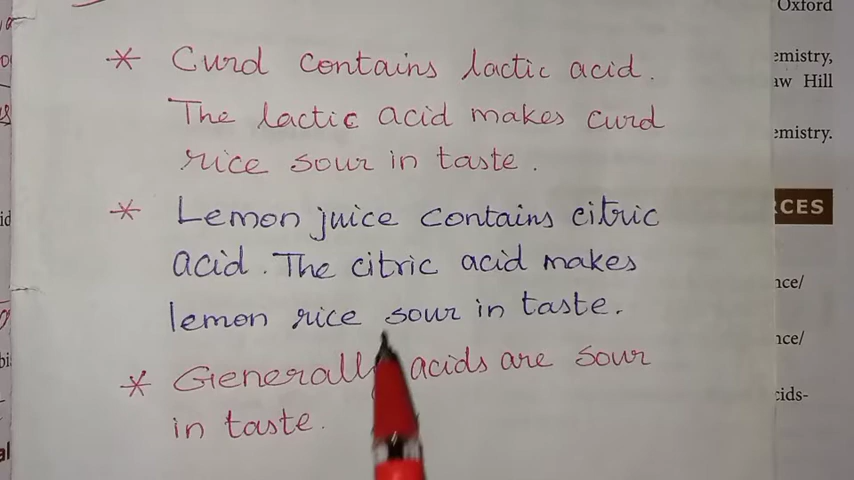 * Curd contains lactic acid.
The lactic acid makes curd
rice sour in taste.
* Lemon juice contains citric
acid. The citric acid makes
lemon rice sour in taste.
* Generally acids are sour
in taste.
Oxford
emistry,
aw Hill
emistry.
RCES
nce/
nce/
cids-